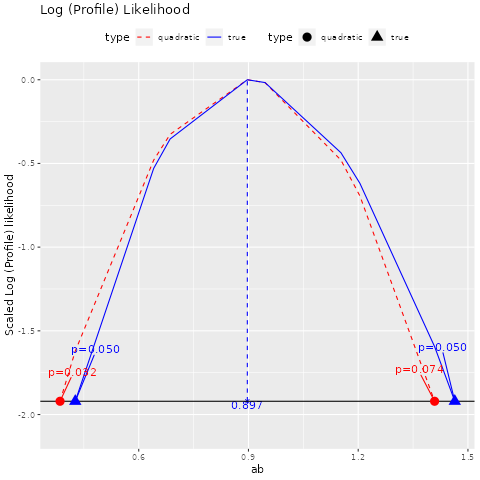 Log (Profile) Likelihood
type quadratic true type quadratic true
0.0
-0.5
-1.0
-1.5
-2.0
Scaled Log (Profile) likelihood
p=0.050
p=0.050
p=0.074
0.897
0.6 0.9 1.2 1.5
ab